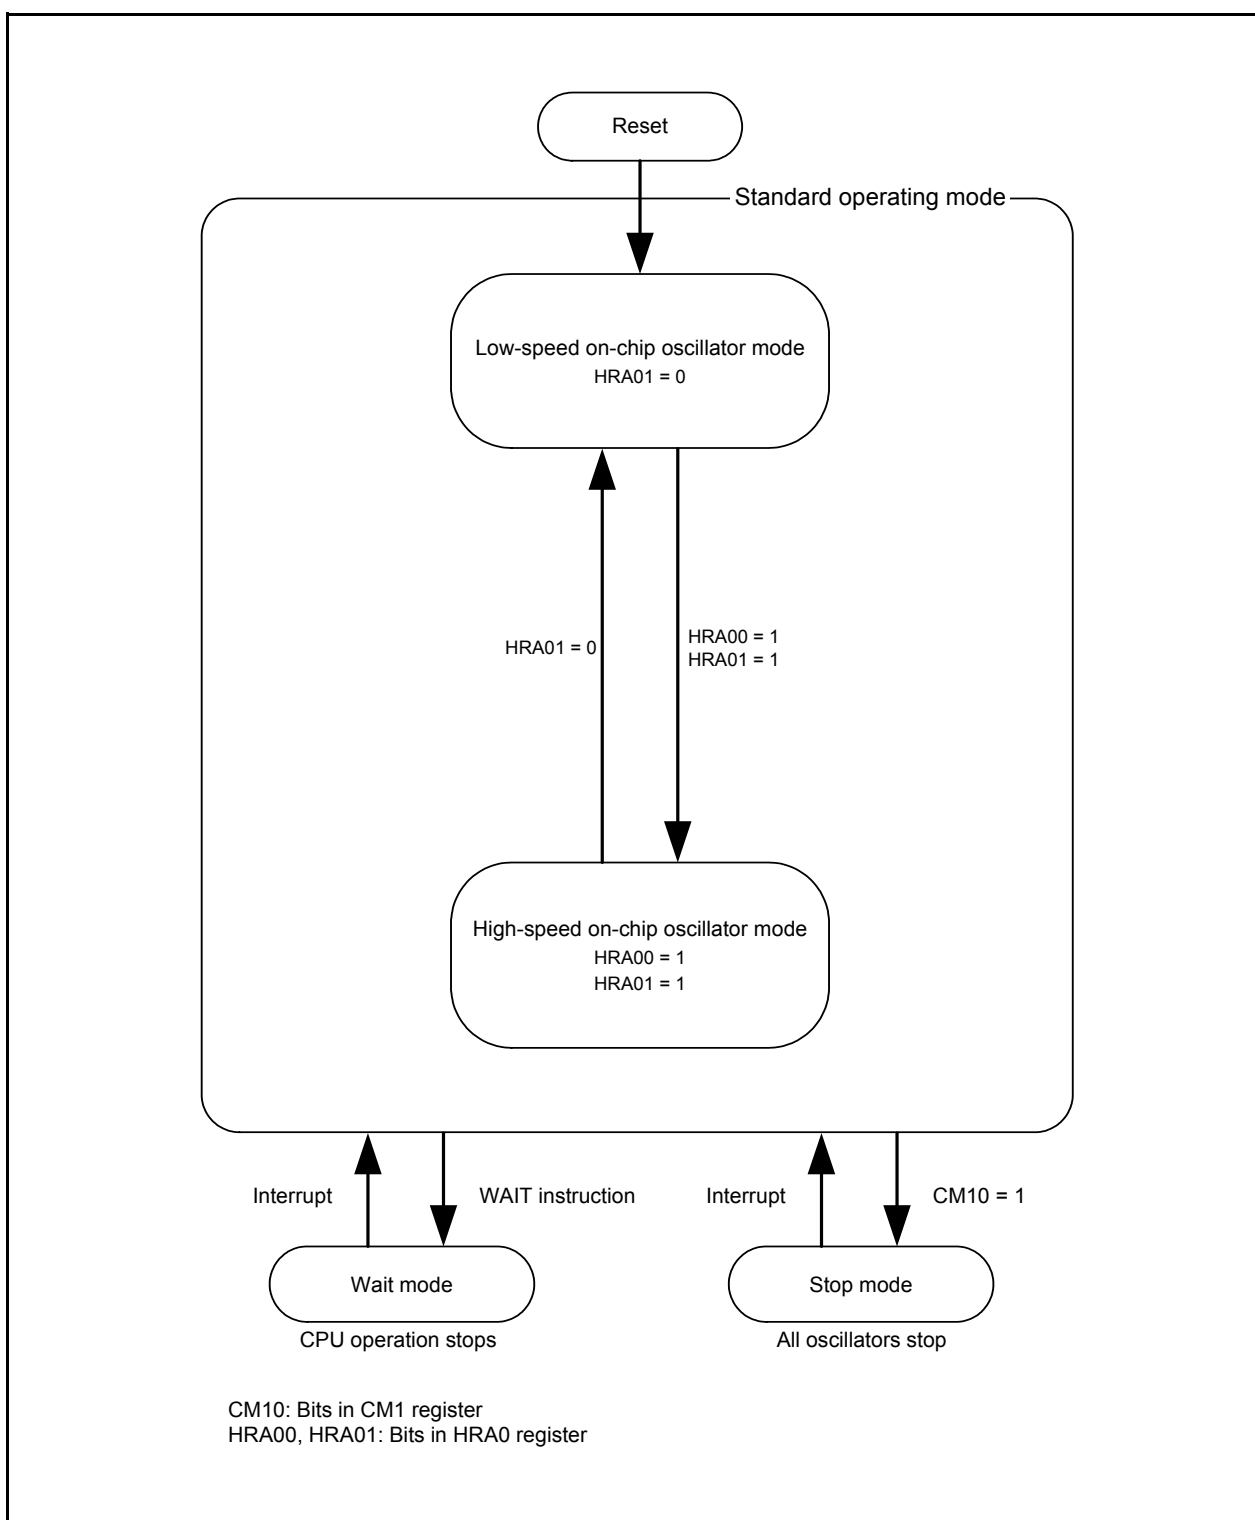 Reset
Standard operating mode
Low-speed on-chip oscillator mode
HRA01 = 0
HRA01 = 0
HRA00 = 1
HRA01 = 1
High-speed on-chip oscillator mode
HRA00 = 1
HRA01 = 1
Interrupt
WAIT instruction
Interrupt
CM10 = 1
Wait mode
Stop mode
CPU operation stops
All oscillators stop
CM10: Bits in CM1 register
HRA00, HRA01: Bits in HRA0 register